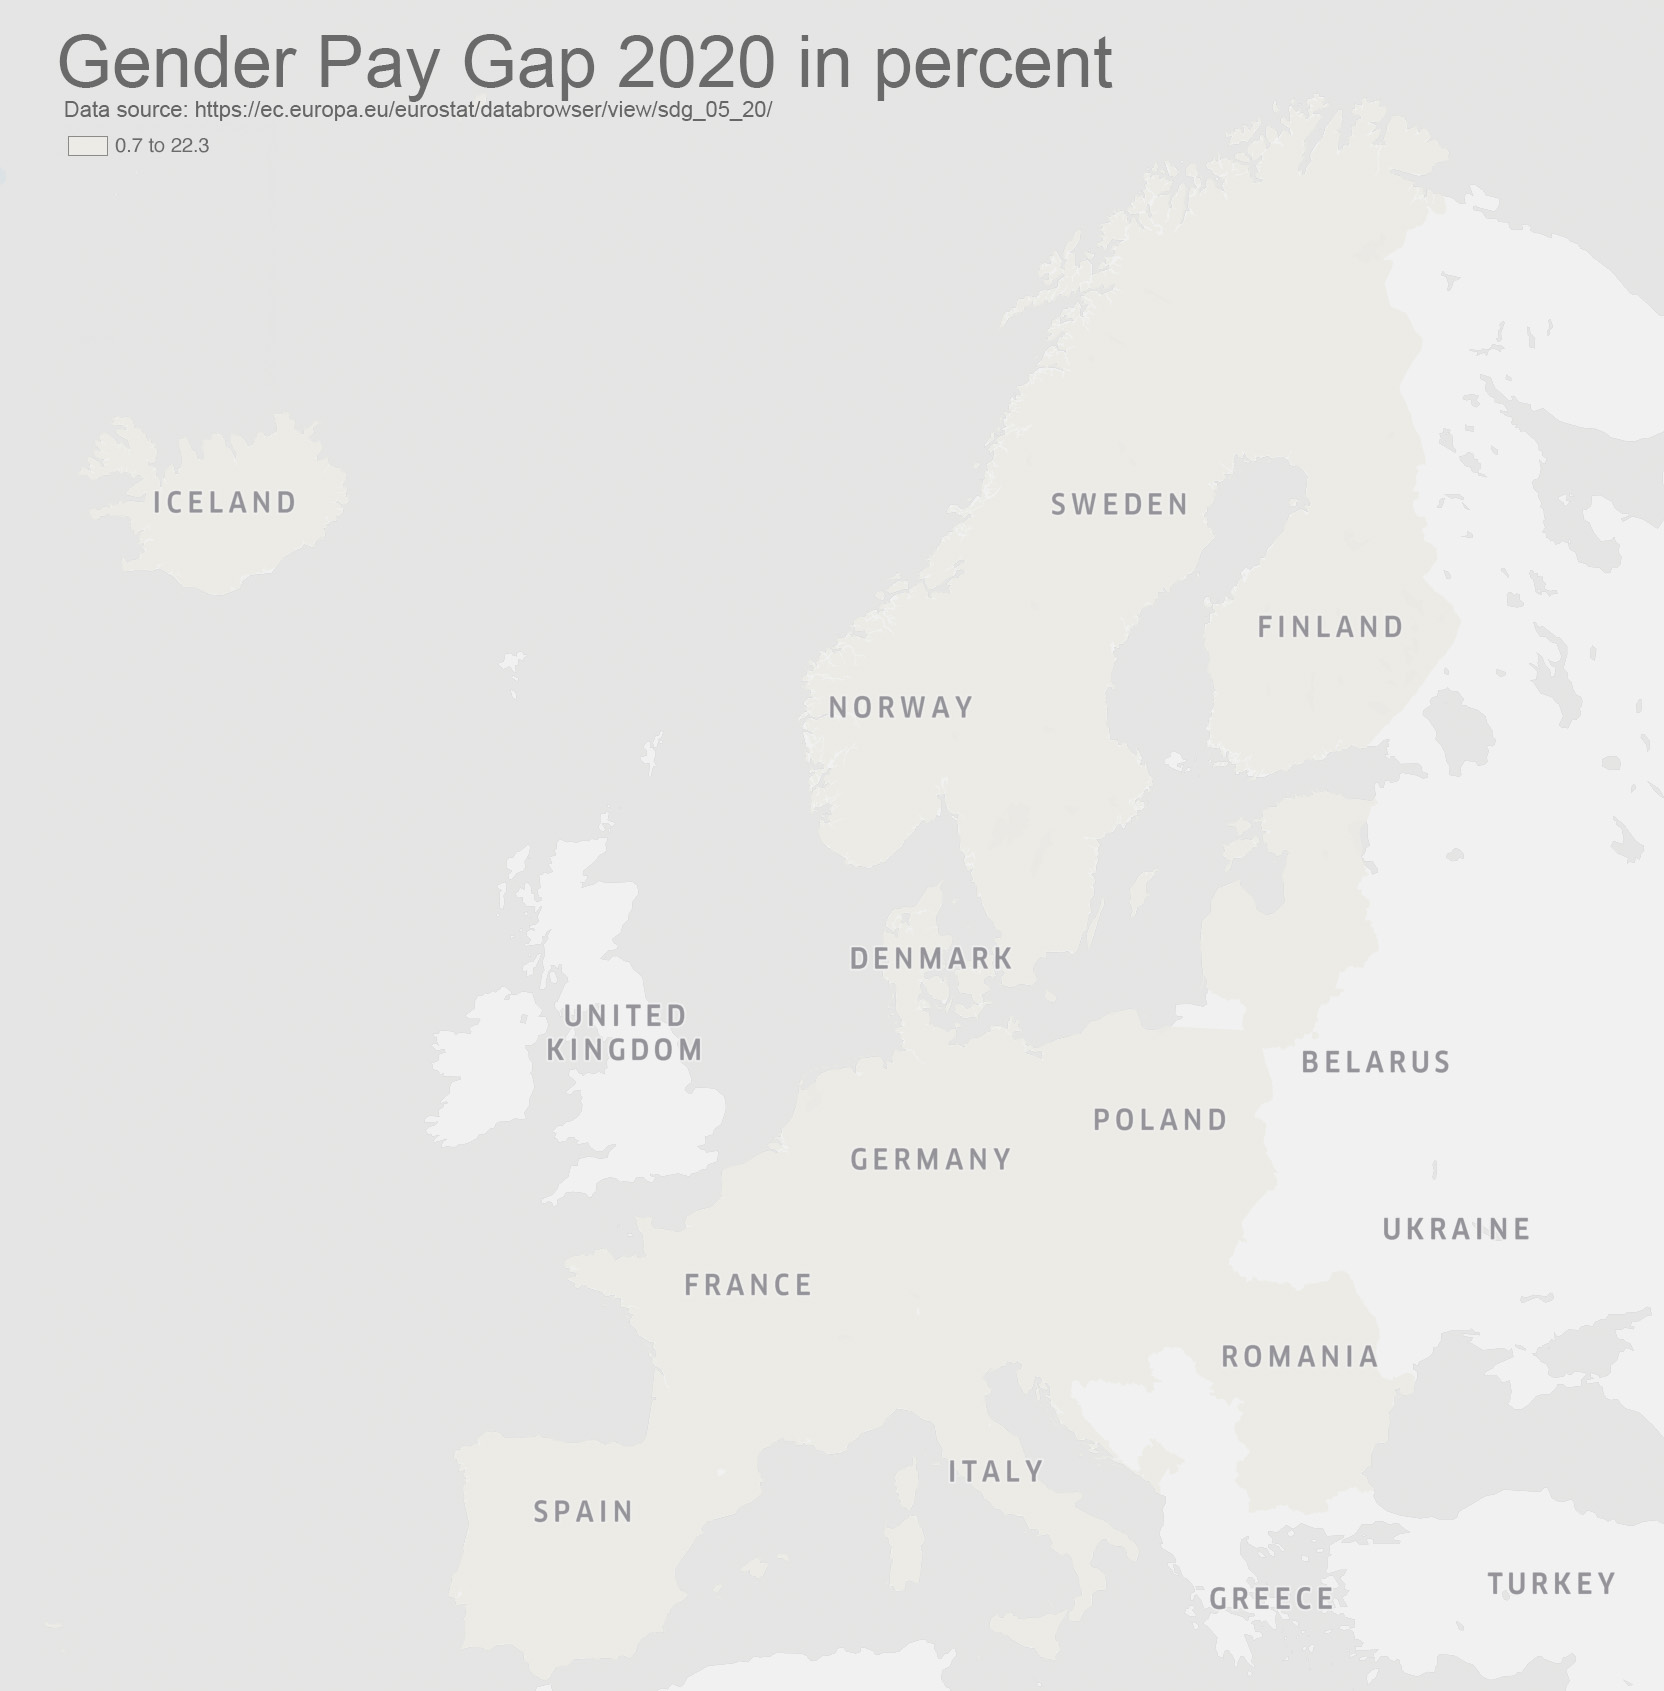 Gender Pay Gap 2020 in percent
Data source: https://ec.europa.eu/eurostat/databrowser/view/sdg_05_20/
0.7 to 22.3
ICELAND
SWEDEN
FINLAND
NORWAY
DENMARK
UNITED
KINGDOM
BELARUS
POLAND
GERMANY
UKRAINE
FRANCE
ROMANIA
ITALY
SPAIN
TURKEY
GREECE